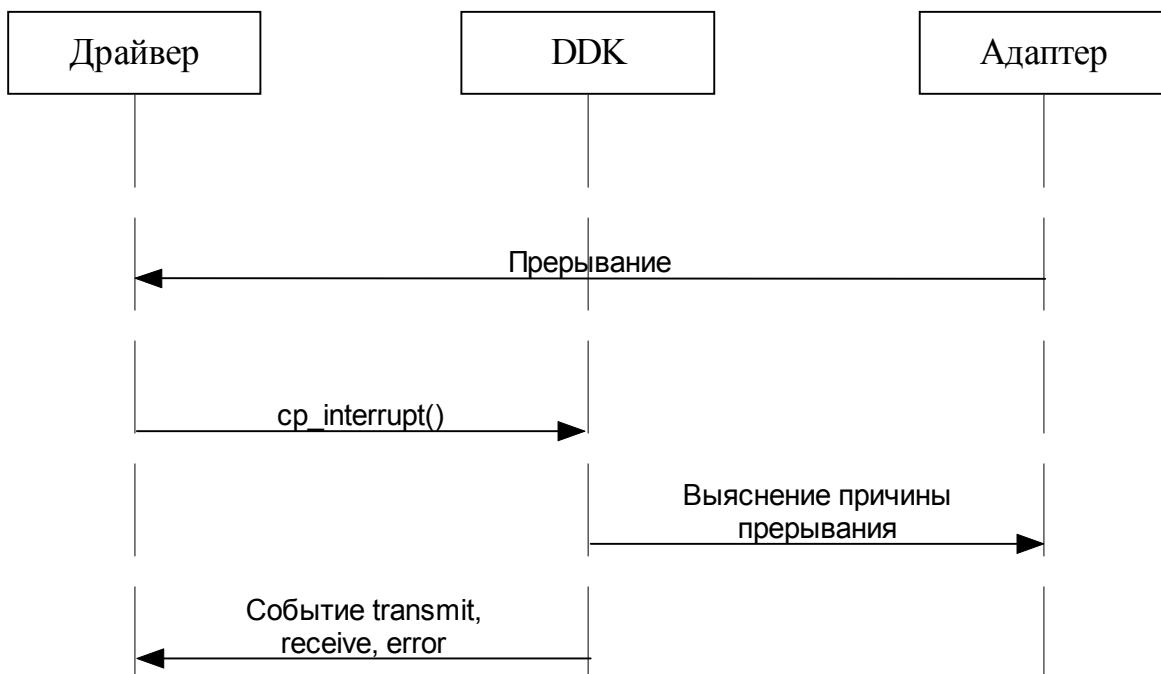 Драйвер
DDK
Адаптер
Прерывание
cp_interrupt()
Выяснение причины
прерывания
Событие transmit,
receive, error